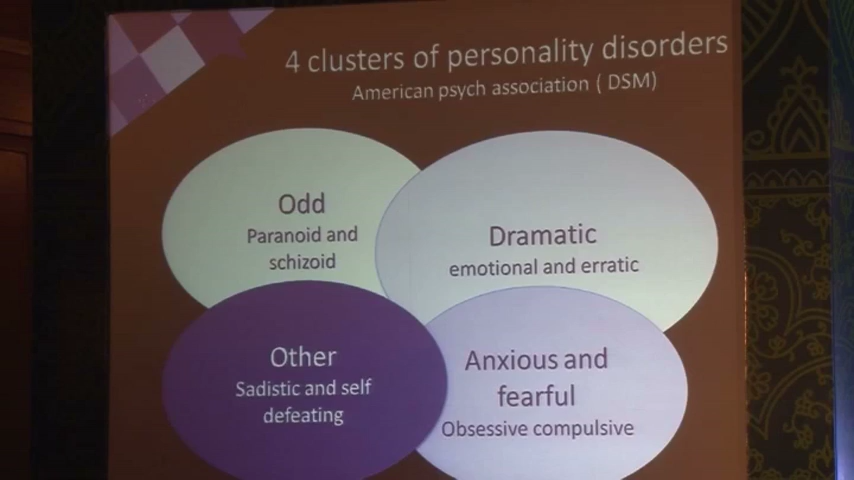 4 clusters of personality disorders
American psych association ( DSM)
Odd
Paranoid and
schizoid
Dramatic
emotional and erratic
Other
Sadistic and self
defeating
Anxious and
fearful
Obsessive compulsive